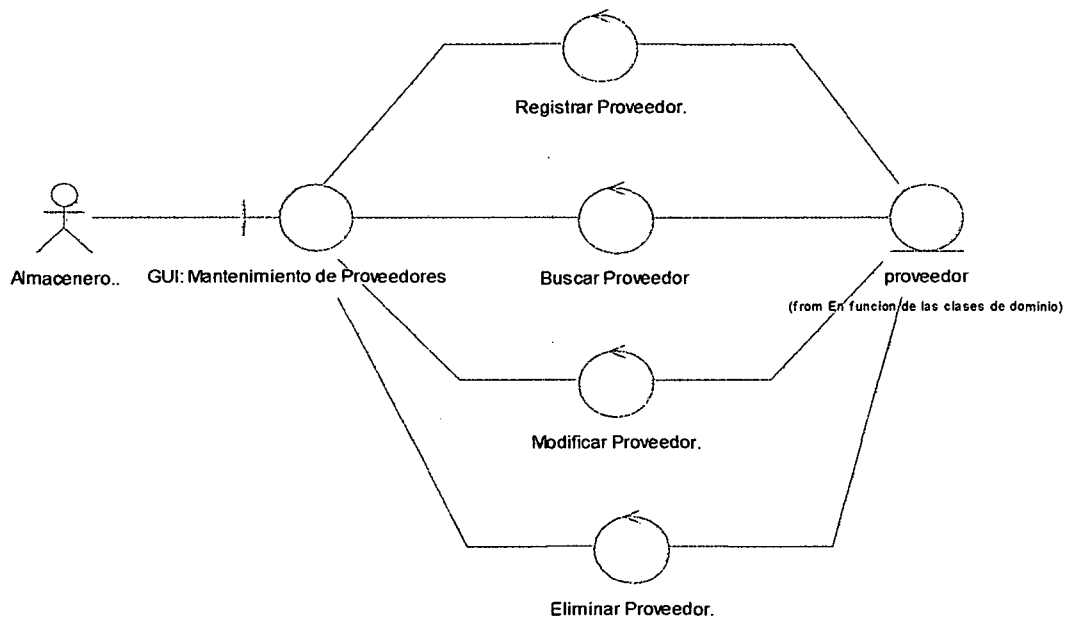 Registrar Proveedor.
Almacenero..
GUI: Mantenimiento de Proveedores
Buscar Proveedor
proveedor
(from En funcion de las clases de dominio)
Modificar Proveedor.
Eliminar Proveedor.